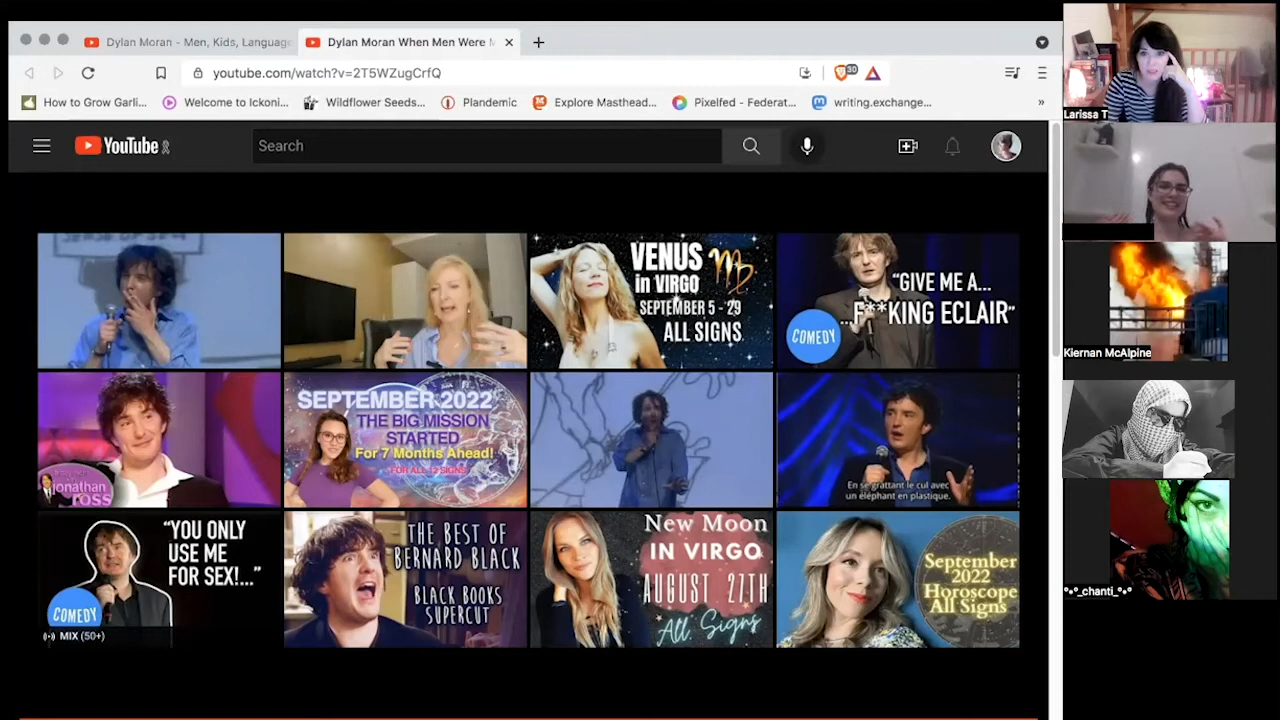 Dylan Moran - Men, Kids, Language
Dylan Moran When Men Were M
youtube.com/watch?v=2T5WZugCrfQ
30
How to Grow Garli...
Welcome to Ickoni...
Wildflower Seeds...
Plandemic
Explore Masthead...
Pixelfed - Federat...
writing.exchange...
»
YouTube
Search
VENUS
in VIRGO
SEPTEMBER 5 - 29
ALL SIGNS
"GIVE ME A...
...F**KING ECLAIR"
COMEDY
Jonathan
ROSS
SEPTEMBER 2022
THE BIG MISSION
STARTED
For 7 Months Ahead!
FOR ALL 12 SIGNS
En se grattant le cul avec
un éléphant en plastique.
"YOU ONLY
USE ME
FOR SEX!..."
COMEDY
MIX (50+)
THE BEST OF
BERNARD BLACK
BLACK BOOKS
SUPERCUT
New Moon
IN VIRGO
AUGUST 27TH
All Signs
September
2022
Horoscope
All Signs
Larissa T
Kiernan McAlpine
°•°_chanti_°•°